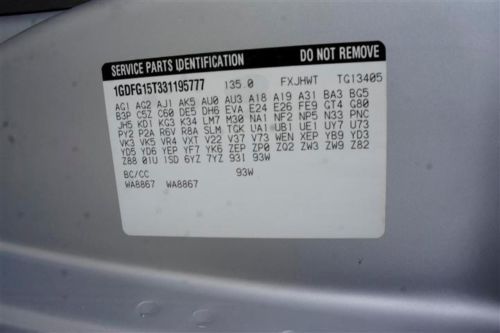 SERVICE PARTS IDENTIFICATION DO NOT REMOVE
1GDFG15T331195777 135.0 FXJHWT TG13405
AG1 AG2 AJ1 AK5 AU0 AU3 A18 A19 A31 BA3 BG5
B3P C5Z C60 DE5 DH6 EVA E24 E26 FE9 GT4 G80
JH5 KD1 KG3 K34 LM7 M30 NA1 NF2 NP5 N33 PNC
PY2 P2A R6V R8A SLM TGK UA1 UB1 UE1 UY7 U73
VK3 VK5 VR4 VXT V22 V37 V73 WEN XEP YB9 YD3
YD5 YD6 YEP YF7 YK6 ZEP ZP0 ZQ2 ZW3 ZW9 Z82
Z88 01U 1SD 6YZ 7YZ 93I 93W
BC/CC 93W
WA8867 WA8867